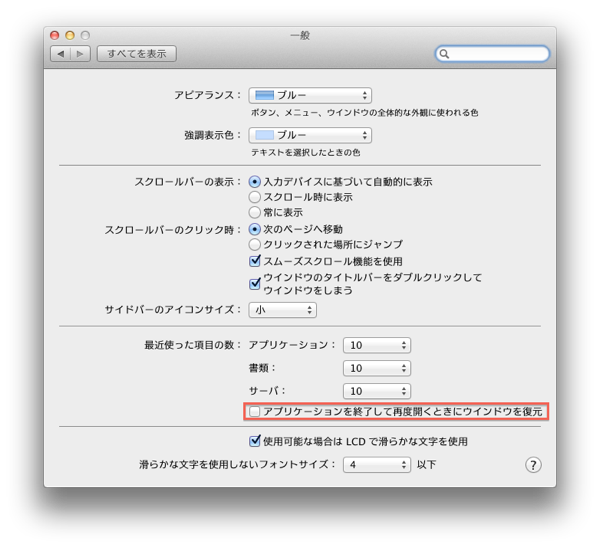 一般
すべてを表示
アピアランス： ブルー
ボタン、メニュー、ウインドウの全体的な外観に使われる色
強調表示色： ブルー
テキストを選択したときの色
スクロールバーの表示： 入力デバイスに基づいて自動的に表示
スクロール時に表示
常に表示
スクロールバーのクリック時： 次のページへ移動
クリックされた場所にジャンプ
スムーズスクロール機能を使用
ウインドウのタイトルバーをダブルクリックして
ウインドウをしまう
サイドバーのアイコンサイズ： 小
最近使った項目の数： アプリケーション： 10
書類： 10
サーバ： 10
アプリケーションを終了して再度開くときにウインドウを復元
使用可能な場合は LCD で滑らかな文字を使用
滑らかな文字を使用しないフォントサイズ： 4 以下
?